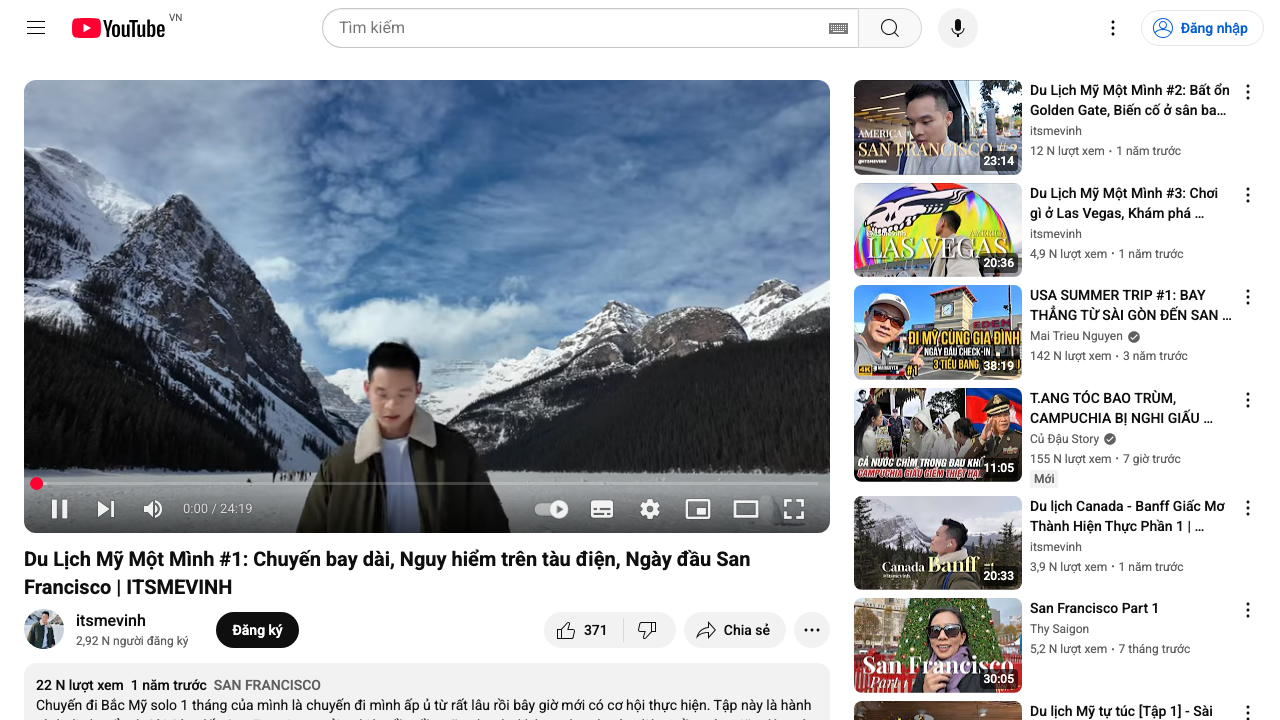 YouTube VN
Tìm kiếm
Đăng nhập
0:00 / 24:19
Du Lịch Mỹ Một Mình #1: Chuyến bay dài, Nguy hiểm trên tàu điện, Ngày đầu San
Francisco | ITSMEVINH
itsmevinh
2,92 N người đăng ký
Đăng ký
371
Chia sẻ
22 N lượt xem 1 năm trước SAN FRANCISCO
Chuyến đi Bắc Mỹ solo 1 tháng của mình là chuyến đi mình ấp ủ từ rất lâu rồi bây giờ mới có cơ hội thực hiện. Tập này là hành
AMERICA
SAN FRANCISCO #2
@ITSMEVINH
23:14
Du Lịch Mỹ Một Mình #2: Bất ổn
Golden Gate, Biến cố ở sân ba...
itsmevinh
12 N lượt xem • 1 năm trước
@itsmevinh
AMERICA
LAS VEGAS
20:36
Du Lịch Mỹ Một Mình #3: Chơi
gì ở Las Vegas, Khám phá ...
itsmevinh
4,9 N lượt xem • 1 năm trước
EDEN
ĐI MỸ CÙNG GIA ĐÌNH
NGÀY ĐẦU CHECK-IN
3 TIỂU BANG
4K
#1
38:19
USA SUMMER TRIP #1: BAY
THẲNG TỪ SÀI GÒN ĐẾN SAN ...
Mai Trieu Nguyen
142 N lượt xem • 3 năm trước
CẢ NƯỚC CHÌM TRONG ĐAU KHỔ
CAMPUCHIA GIẤU GIẾM THIỆT HẠI
11:05
T.ANG TÓC BAO TRÙM,
CAMPUCHIA BỊ NGHI GIẤU ...
Củ Đậu Story
155 N lượt xem • 7 giờ trước
Mới
Canada Banff #1
@itsmevinh
20:33
Du lịch Canada - Banff Giấc Mơ
Thành Hiện Thực Phần 1 | ...
itsmevinh
3,9 N lượt xem • 1 năm trước
San Francisco
Part 1
30:05
San Francisco Part 1
Thy Saigon
5,2 N lượt xem • 7 tháng trước
Du lịch Mỹ tự túc [Tập 1] - Sài